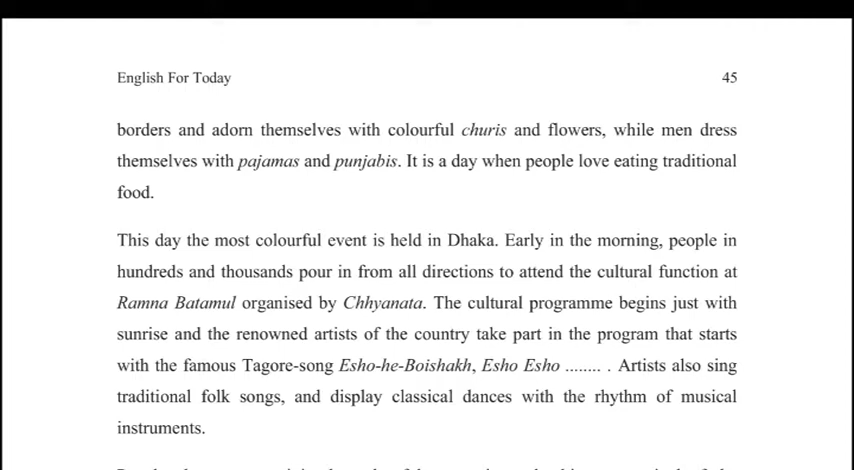 English For Today 45
borders and adorn themselves with colourful churis and flowers, while men dress
themselves with pajamas and punjabis. It is a day when people love eating traditional
food.
This day the most colourful event is held in Dhaka. Early in the morning, people in
hundreds and thousands pour in from all directions to attend the cultural function at
Ramna Batamul organised by Chhyanata. The cultural programme begins just with
sunrise and the renowned artists of the country take part in the program that starts
with the famous Tagore-song Esho-he-Boishakh, Esho Esho ........ . Artists also sing
traditional folk songs, and display classical dances with the rhythm of musical
instruments.